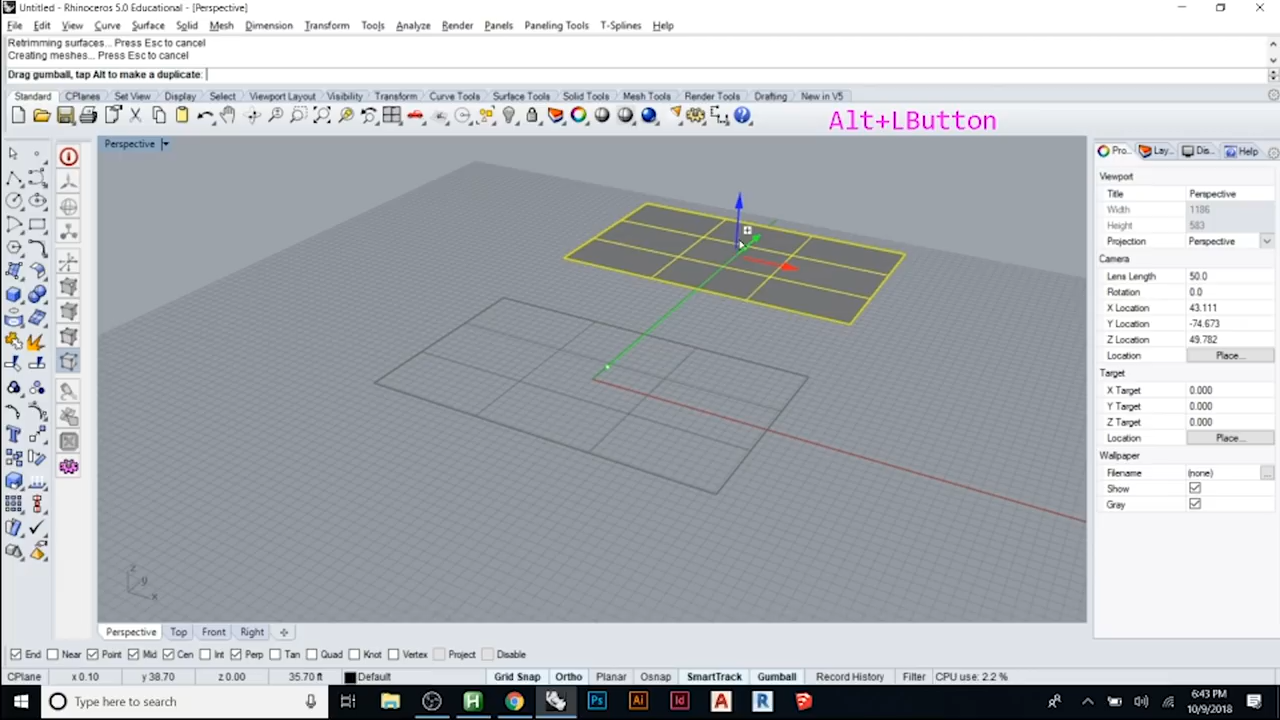 Untitled - Rhinoceros 5.0 Educational - [Perspective]
File Edit View Curve Surface Solid Mesh Dimension Transform Tools Analyze Render Panels Paneling Tools T-Splines Help
Retrimming surfaces... Press Esc to cancel
Creating meshes... Press Esc to cancel
Drag gumball, tap Alt to make a duplicate:
Standard CPlanes Set View Display Select Viewport Layout Visibility Transform Curve Tools Surface Tools Solid Tools Mesh Tools Render Tools Drafting New in V5
Alt+LButton
Perspective
Pro... Lay... Dis... Help
Viewport
Title Perspective
Width 1186
Height 583
Projection Perspective
Camera
Lens Length 50.0
Rotation 0.0
X Location 43.111
Y Location -74.673
Z Location 49.782
Location Place...
Target
X Target 0.000
Y Target 0.000
Z Target 0.000
Location Place...
Wallpaper
Filename (none) ...
Show
Gray
z
y
x
Perspective Top Front Right
End Near Point Mid Cen Int Perp Tan Quad Knot Vertex Project Disable
CPlane x 0.10 y 38.70 z 0.00 35.70 ft Default Grid Snap Ortho Planar Osnap SmartTrack Gumball Record History Filter CPU use: 2.2 %
Type here to search
Ps Ai Id A R
6:43 PM
10/9/2018